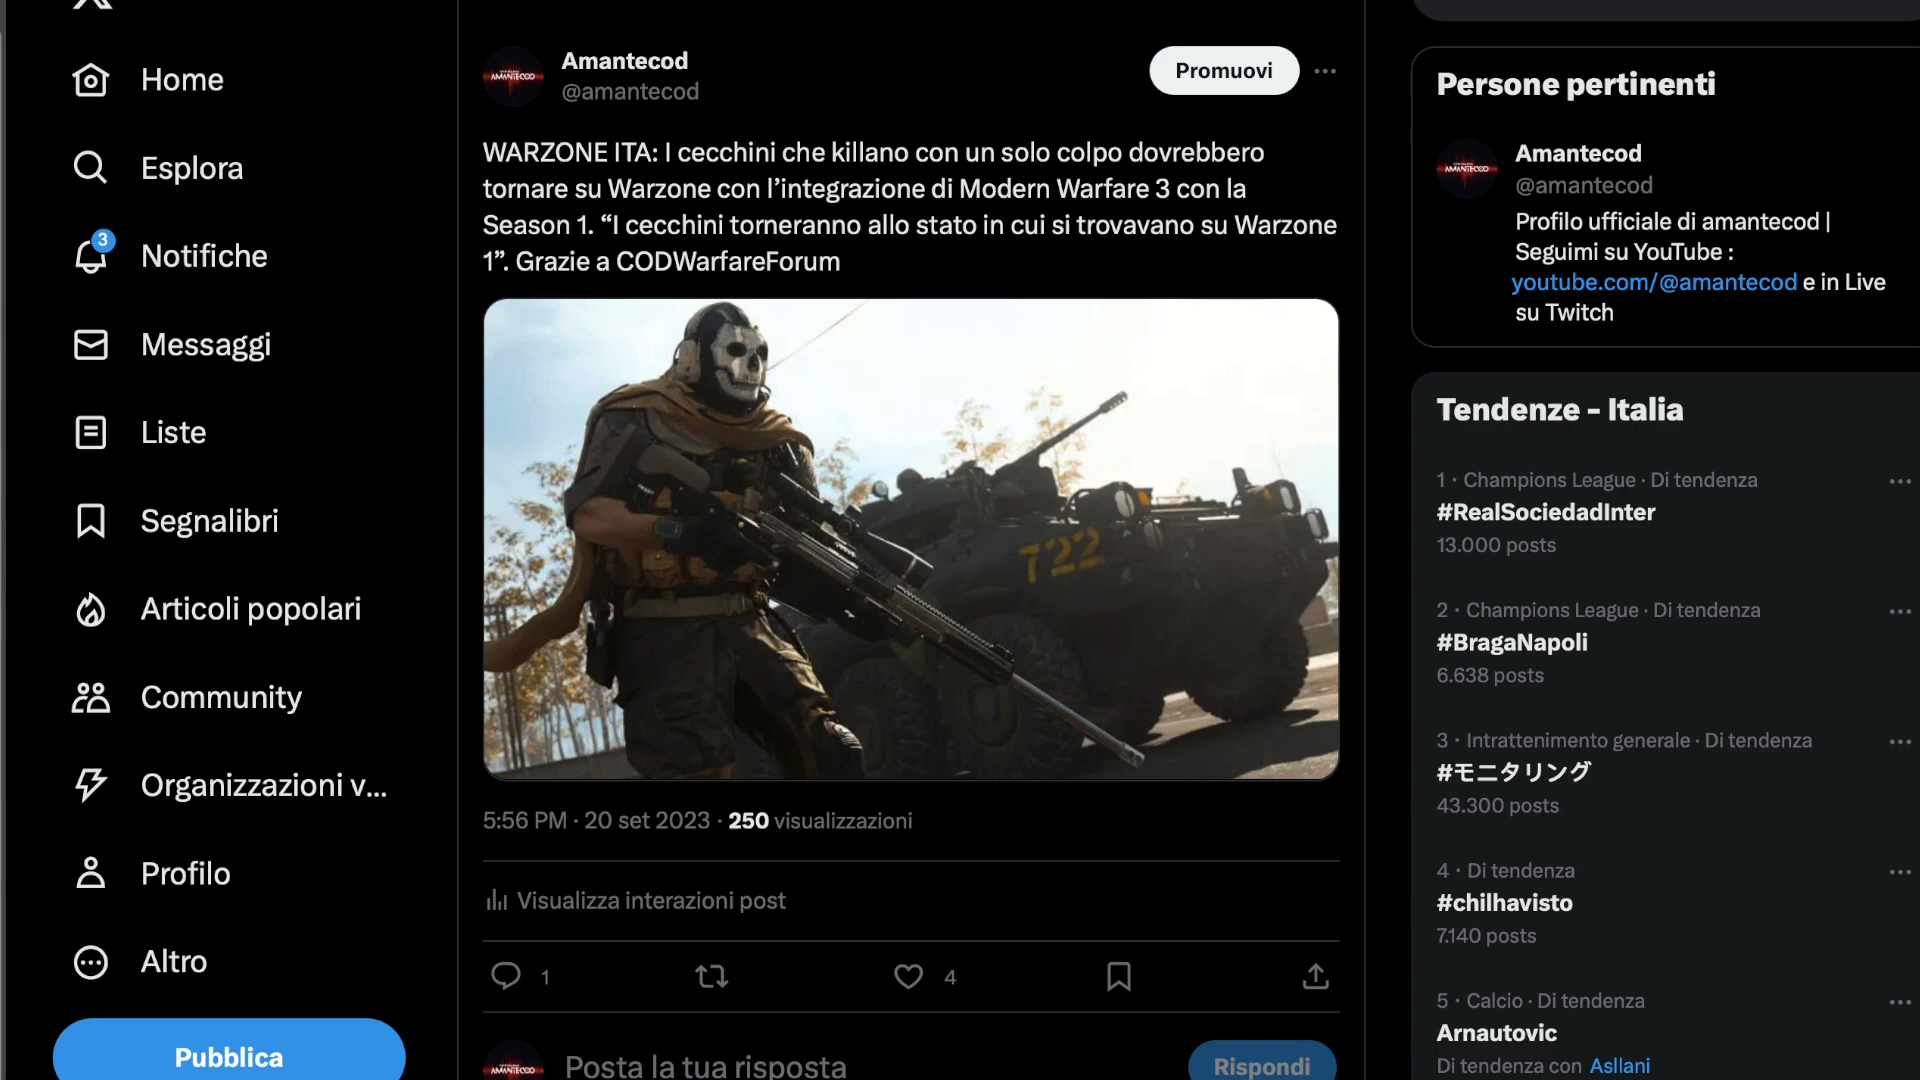 Home
Esplora
3
Notifiche
Messaggi
Liste
Segnalibri
Articoli popolari
Community
Organizzazioni v...
Profilo
Altro
Pubblica
AMANTECOD
Amantecod
@amantecod
Promuovi
WARZONE ITA: I cecchini che killano con un solo colpo dovrebbero
tornare su Warzone con l’integrazione di Modern Warfare 3 con la
Season 1. “I cecchini torneranno allo stato in cui si trovavano su Warzone
1”. Grazie a CODWarfareForum
722
5:56 PM · 20 set 2023 · 250 visualizzazioni
Visualizza interazioni post
1
4
AMANTECOD
Posta la tua risposta
Rispondi
Persone pertinenti
AMANTECOD
Amantecod
@amantecod
Profilo ufficiale di amantecod |
Seguimi su YouTube :
youtube.com/@amantecod e in Live
su Twitch
Tendenze - Italia
1 · Champions League · Di tendenza
#RealSociedadInter
13.000 posts
2 · Champions League · Di tendenza
#BragaNapoli
6.638 posts
3 · Intrattenimento generale · Di tendenza
#モニタリング
43.300 posts
4 · Di tendenza
#chilhavisto
7.140 posts
5 · Calcio · Di tendenza
Arnautovic
Di tendenza con Asllani